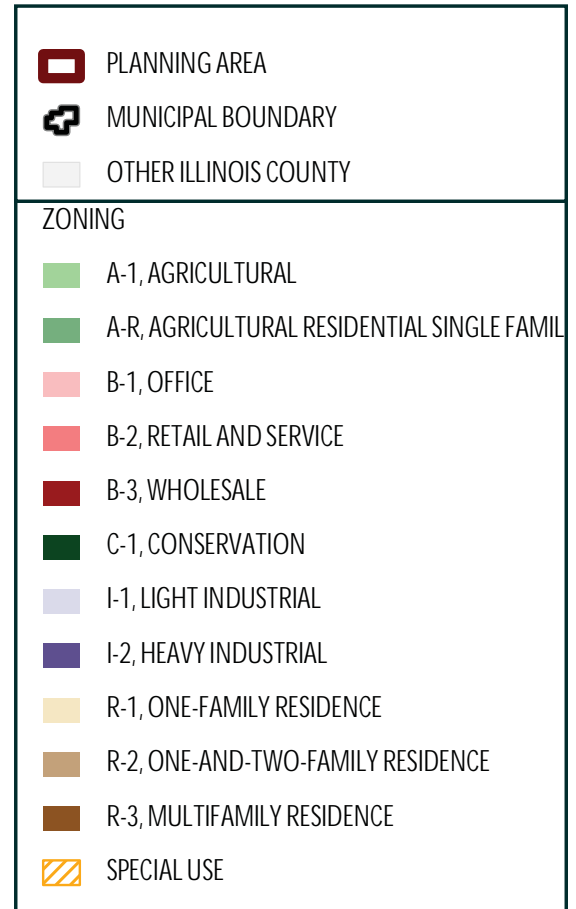 PLANNING AREA
MUNICIPAL BOUNDARY
OTHER ILLINOIS COUNTY
ZONING
A-1, AGRICULTURAL
A-R, AGRICULTURAL RESIDENTIAL SINGLE FAMIL
B-1, OFFICE
B-2, RETAIL AND SERVICE
B-3, WHOLESALE
C-1, CONSERVATION
I-1, LIGHT INDUSTRIAL
I-2, HEAVY INDUSTRIAL
R-1, ONE-FAMILY RESIDENCE
R-2, ONE-AND-TWO-FAMILY RESIDENCE
R-3, MULTIFAMILY RESIDENCE
SPECIAL USE